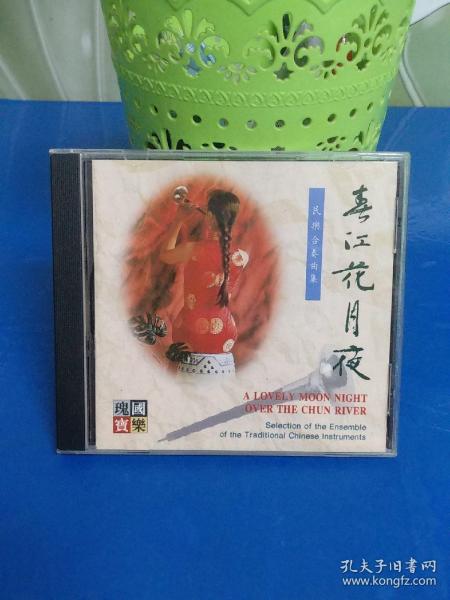 春江花月夜
民樂合奏曲集
A LOVELY MOON NIGHT
OVER THE CHUN RIVER
Selection of the Ensemble
of the Traditional Chinese Instruments
國樂
瑰寶
孔夫子旧书网
www.kongfz.com